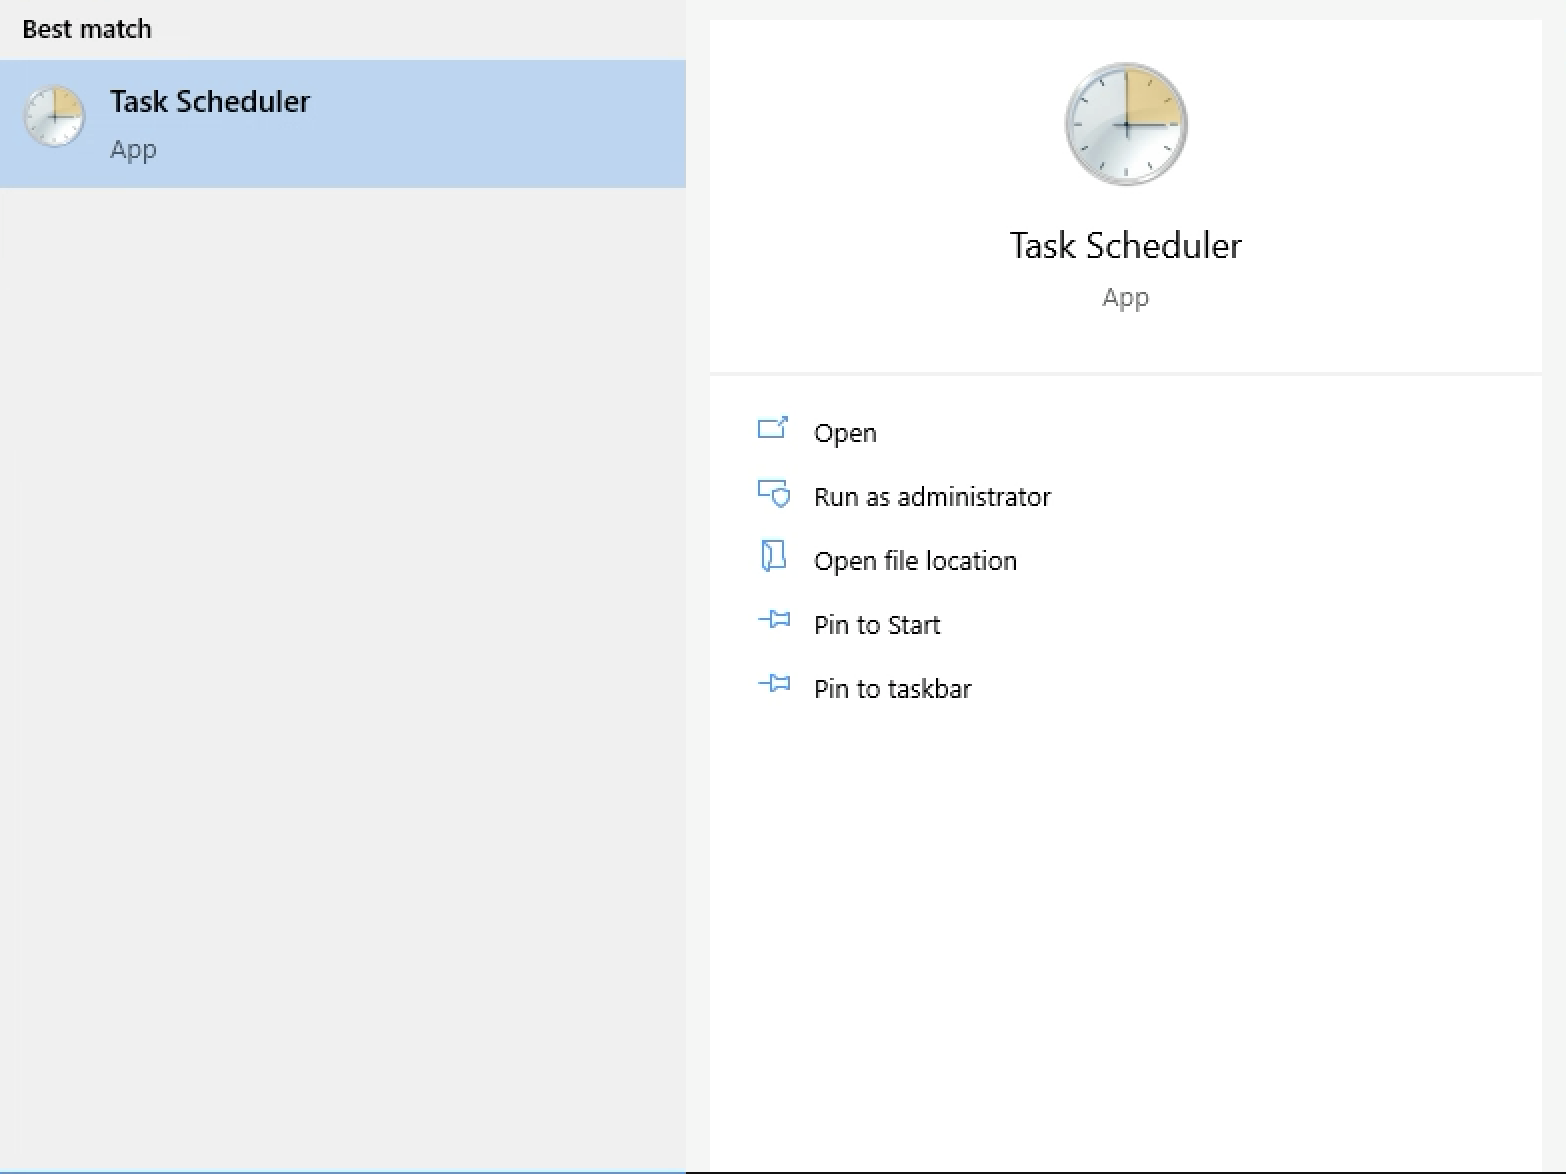 Best match
Task Scheduler
App
Task Scheduler
App
Open
Run as administrator
Open file location
Pin to Start
Pin to taskbar